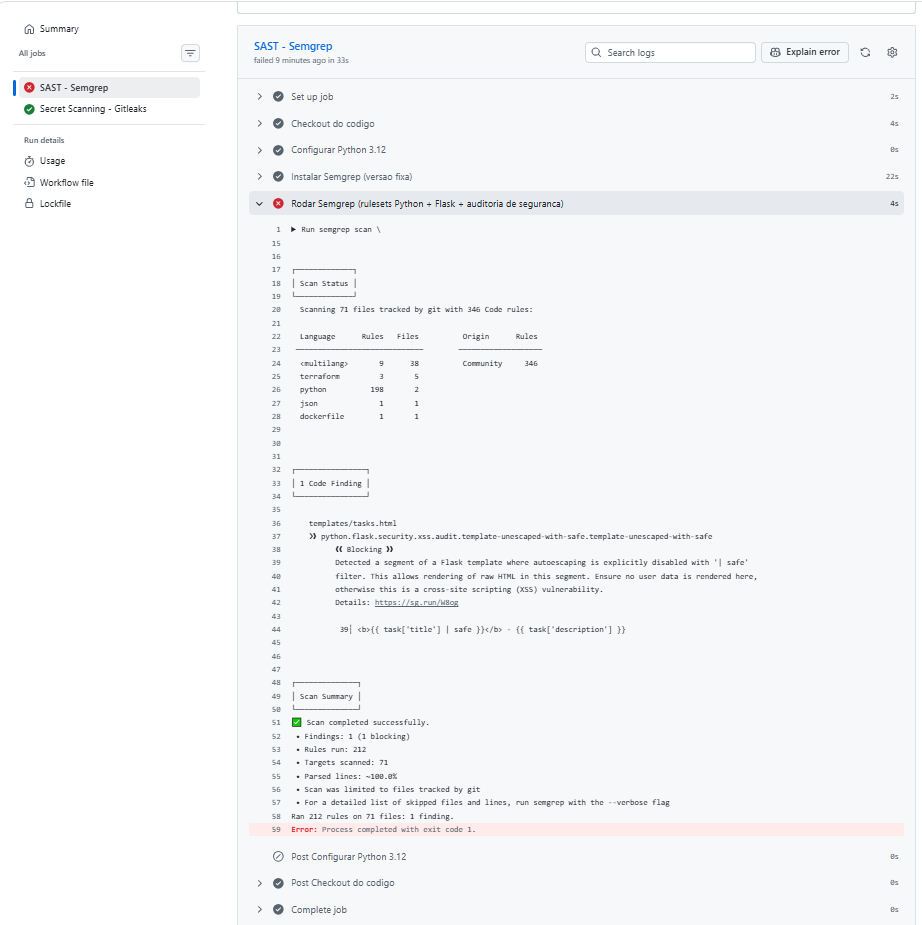 Summary
All jobs
SAST - Semgrep
Secret Scanning - Gitleaks
Run details
Usage
Workflow file
Lockfile
SAST - Semgrep
failed 9 minutes ago in 33s
Search logs
Explain error
Set up job 2s
Checkout do codigo 4s
Configurar Python 3.12 0s
Instalar Semgrep (versao fixa) 22s
Rodar Semgrep (rulesets Python + Flask + auditoria de seguranca) 4s
1 ▶ Run semgrep scan \
15
16
17 ┌─────────────┐
18 │ Scan Status │
19 └─────────────┘
20 Scanning 71 files tracked by git with 346 Code rules:
21
22 Language Rules Files Origin Rules
23 ───────────────────────────── ───────────────────
24 <multilang> 9 38 Community 346
25 terraform 3 5
26 python 198 2
27 json 1 1
28 dockerfile 1 1
29
30
31
32 ┌────────────────┐
33 │ 1 Code Finding │
34 └────────────────┘
35
36 templates/tasks.html
37 ❯❯ python.flask.security.xss.audit.template-unescaped-with-safe.template-unescaped-with-safe
38 ❮❮ Blocking ❯❯
39 Detected a segment of a Flask template where autoescaping is explicitly disabled with '| safe'
40 filter. This allows rendering of raw HTML in this segment. Ensure no user data is rendered here,
41 otherwise this is a cross-site scripting (XSS) vulnerability.
42 Details: https://sg.run/W8og
43
44 39┆ <b>{{ task['title'] | safe }}</b> - {{ task['description'] }}
45
46
47
48 ┌──────────────┐
49 │ Scan Summary │
50 └──────────────┘
51 ✅ Scan completed successfully.
52 • Findings: 1 (1 blocking)
53 • Rules run: 212
54 • Targets scanned: 71
55 • Parsed lines: ~100.0%
56 • Scan was limited to files tracked by git
57 • For a detailed list of skipped files and lines, run semgrep with the --verbose flag
58 Ran 212 rules on 71 files: 1 finding.
59 Error: Process completed with exit code 1.
Post Configurar Python 3.12 0s
Post Checkout do codigo 0s
Complete job 0s